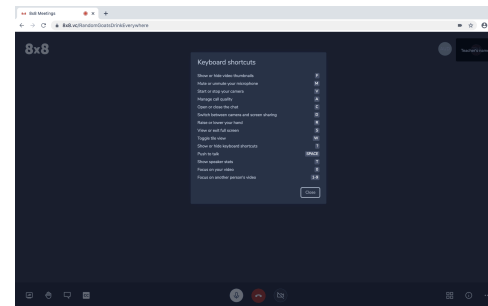 8x8 Meetings
8x8.vc/RandomGoatsDrinkEverywhere
8x8
Keyboard shortcuts
Show or hide video thumbnails F
Mute or unmute your microphone M
Start or stop your camera V
Manage call quality A
Open or close the chat C
Switch between camera and screen sharing D
Raise or lower your hand R
View or exit full screen S
Toggle tile view W
Show or hide keyboard shortcuts ?
Push to talk SPACE
Show speaker stats T
Focus on your video 0
Focus on another person's video 1-9
Close